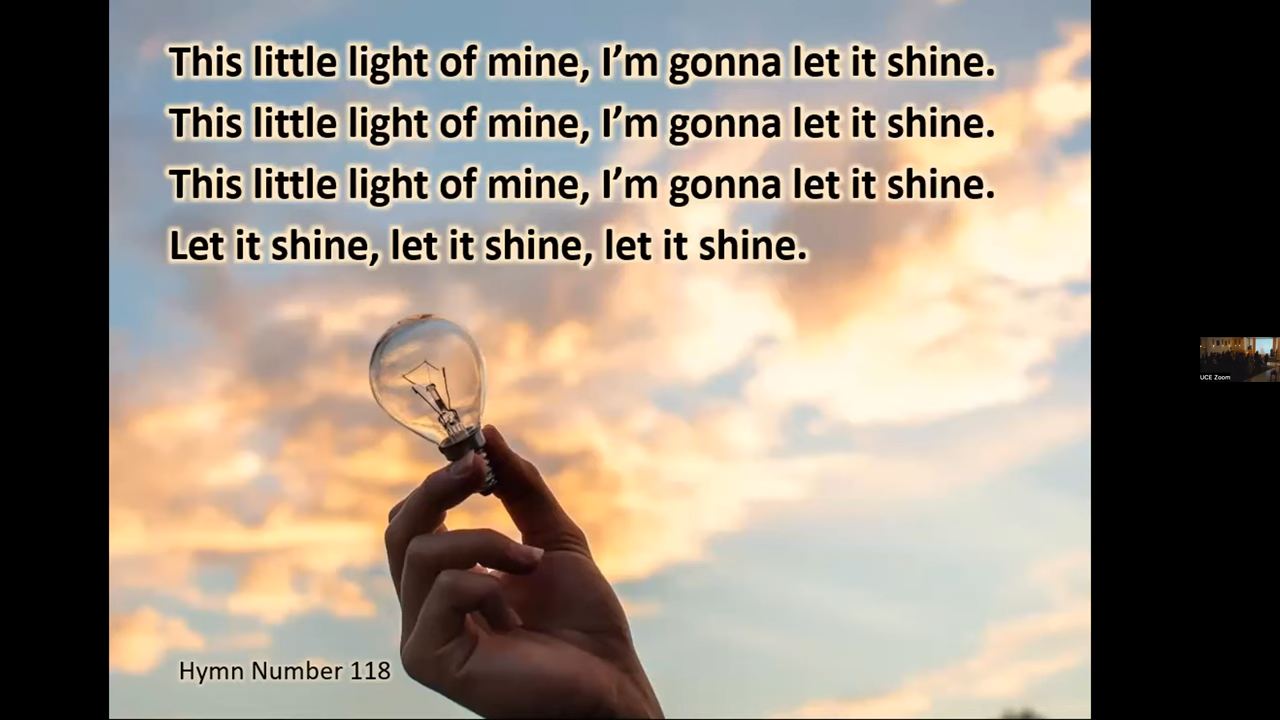 This little light of mine, I’m gonna let it shine.
This little light of mine, I’m gonna let it shine.
This little light of mine, I’m gonna let it shine.
Let it shine, let it shine, let it shine.
Hymn Number 118
UCE Zoom